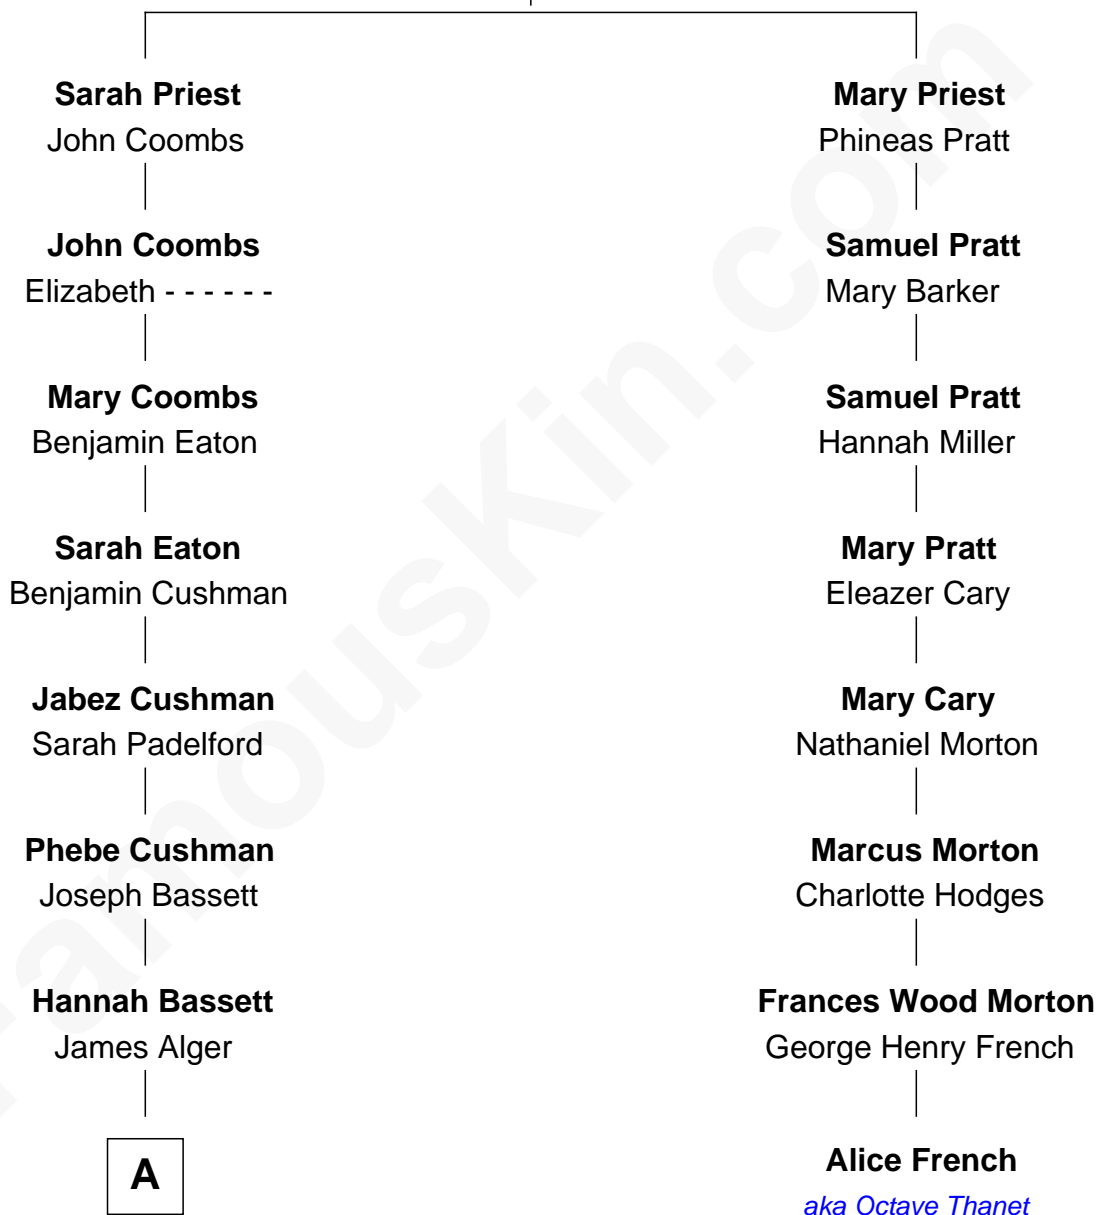 Sarah Priest
John Coombs
Mary Priest
Phineas Pratt
John Coombs
Elizabeth - - - - - -
Samuel Pratt
Mary Barker
Mary Coombs
Benjamin Eaton
Samuel Pratt
Hannah Miller
Sarah Eaton
Benjamin Cushman
Mary Pratt
Eleazer Cary
Jabez Cushman
Sarah Padelford
Mary Cary
Nathaniel Morton
Phebe Cushman
Joseph Bassett
Marcus Morton
Charlotte Hodges
Hannah Bassett
James Alger
Frances Wood Morton
George Henry French
A
Alice French
aka Octave Thanet
FamousKin.com